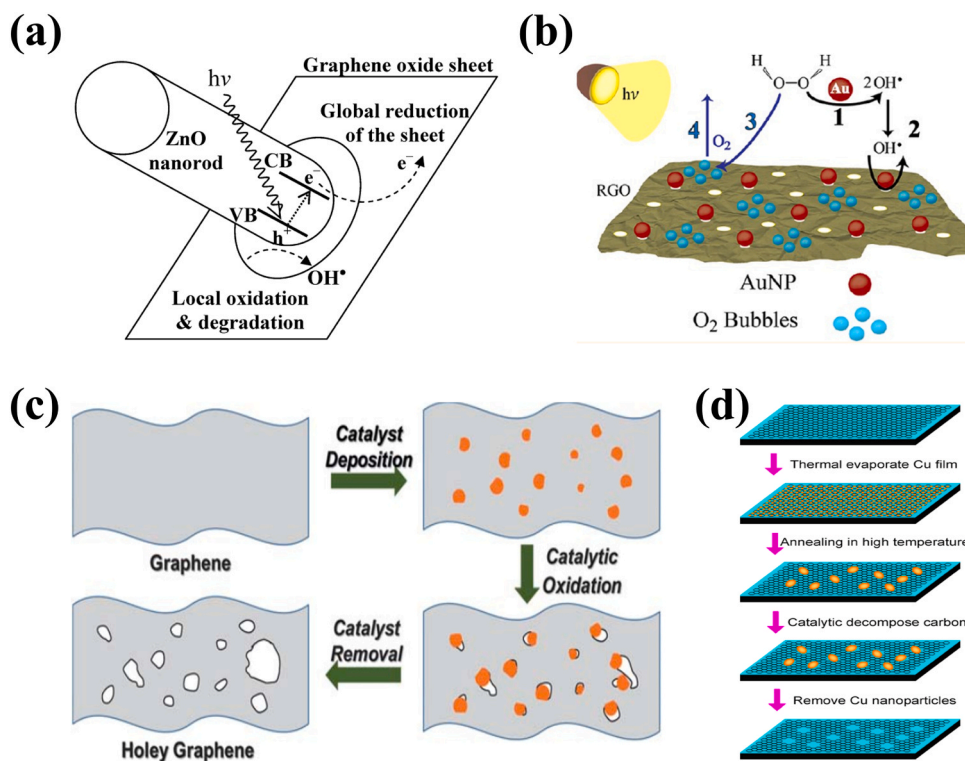 (a)
hν
Graphene oxide sheet
Global reduction
of the sheet
ZnO
nanorod
CB
e⁻
e⁻
VB
h⁺
OH•
Local oxidation
& degradation
(b)
hν
H
H
O-O
Au
2OH•
1
2
3
4
O₂
OH•
RGO
AuNP
O₂ Bubbles
(c)
Catalyst
Deposition
Graphene
Catalytic
Oxidation
Catalyst
Removal
Holey Graphene
(d)
Thermal evaporate Cu film
Annealing in high temperature
Catalytic decompose carbon
Remove Cu nanoparticles